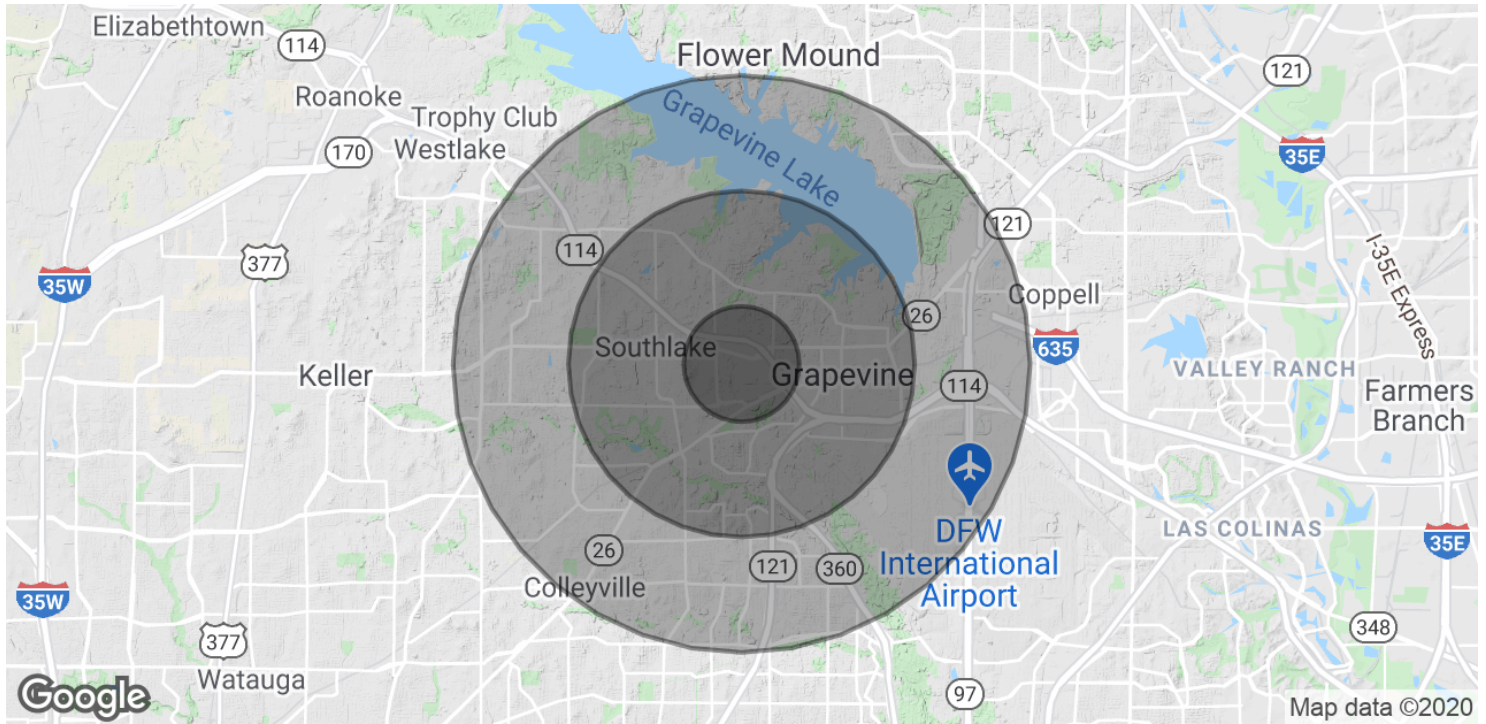 Elizabethtown
114
Flower Mound
121
Roanoke
Trophy Club
Grapevine Lake
170
Westlake
35E
114
121
377
I-35E Express
35W
Coppell
26
635
Southlake
Keller
Grapevine
VALLEY RANCH
114
Farmers
Branch
DFW
International
Airport
LAS COLINAS
35E
26
121
360
Colleyville
35W
377
348
Watauga
97
Google
Map data ©2020